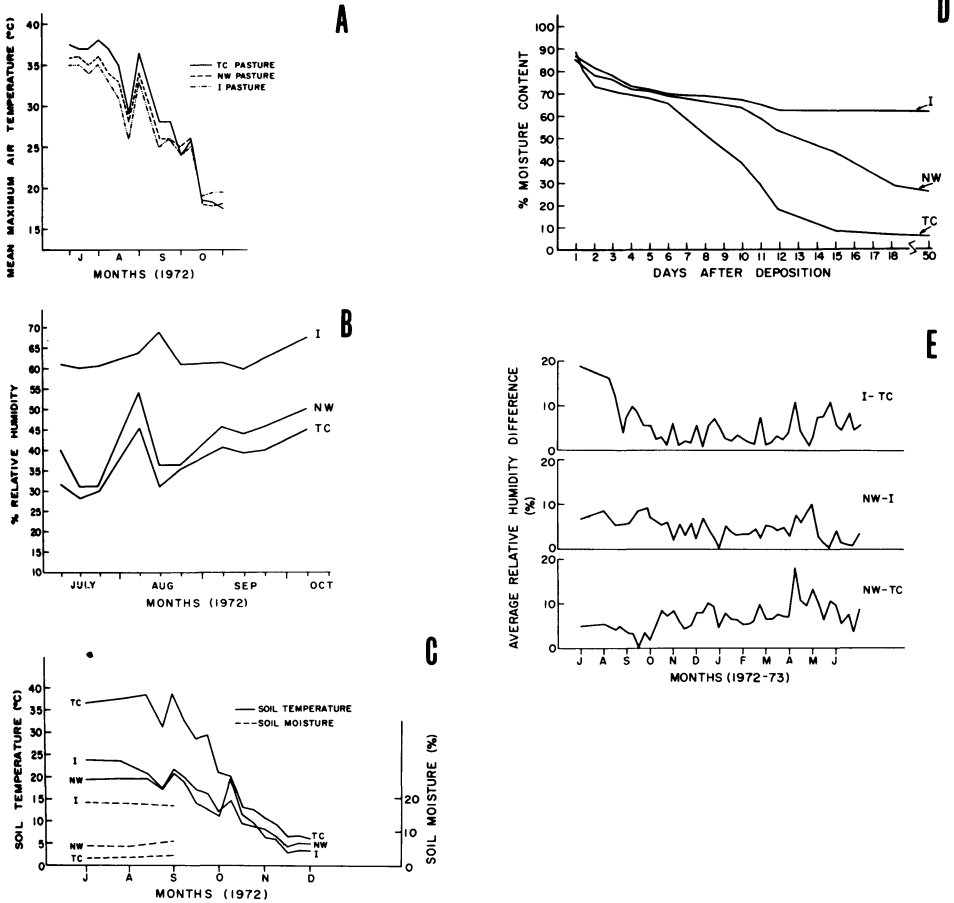 A
MEAN MAXIMUM AIR TEMPERATURE (°C)
40
35
30
25
20
15
TC PASTURE
NW PASTURE
I PASTURE
J A S O
MONTHS (1972)
B
% RELATIVE HUMIDITY
70
65
60
55
50
45
40
35
30
25
20
15
10
I
NW
TC
JULY AUG SEP OCT
MONTHS (1972)
C
SOIL TEMPERATURE (°C)
40
35
30
25
20
15
10
5
0
TC
I
NW
I
NW
TC
SOIL TEMPERATURE
SOIL MOISTURE
TC
NW
I
SOIL MOISTURE (%)
20
10
0
J A S O N D
MONTHS (1972)
D
% MOISTURE CONTENT
100
90
80
70
60
50
40
30
20
10
0
I
NW
TC
1 2 3 4 5 6 7 8 9 10 11 12 13 14 15 16 17 18 50
DAYS AFTER DEPOSITION
E
AVERAGE RELATIVE HUMIDITY DIFFERENCE
(%)
20
10
0
I-TC
20
10
0
NW-I
20
10
0
NW-TC
J A S O N D J F M A M J
MONTHS (1972-73)